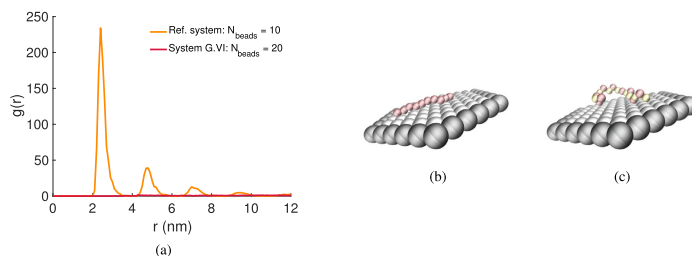 250
200
150
100
50
0
g(r)
Ref. system: N_beads = 10
System G.VI: N_beads = 20
0 2 4 6 8 10 12
r (nm)
(a)
(b)
(c)